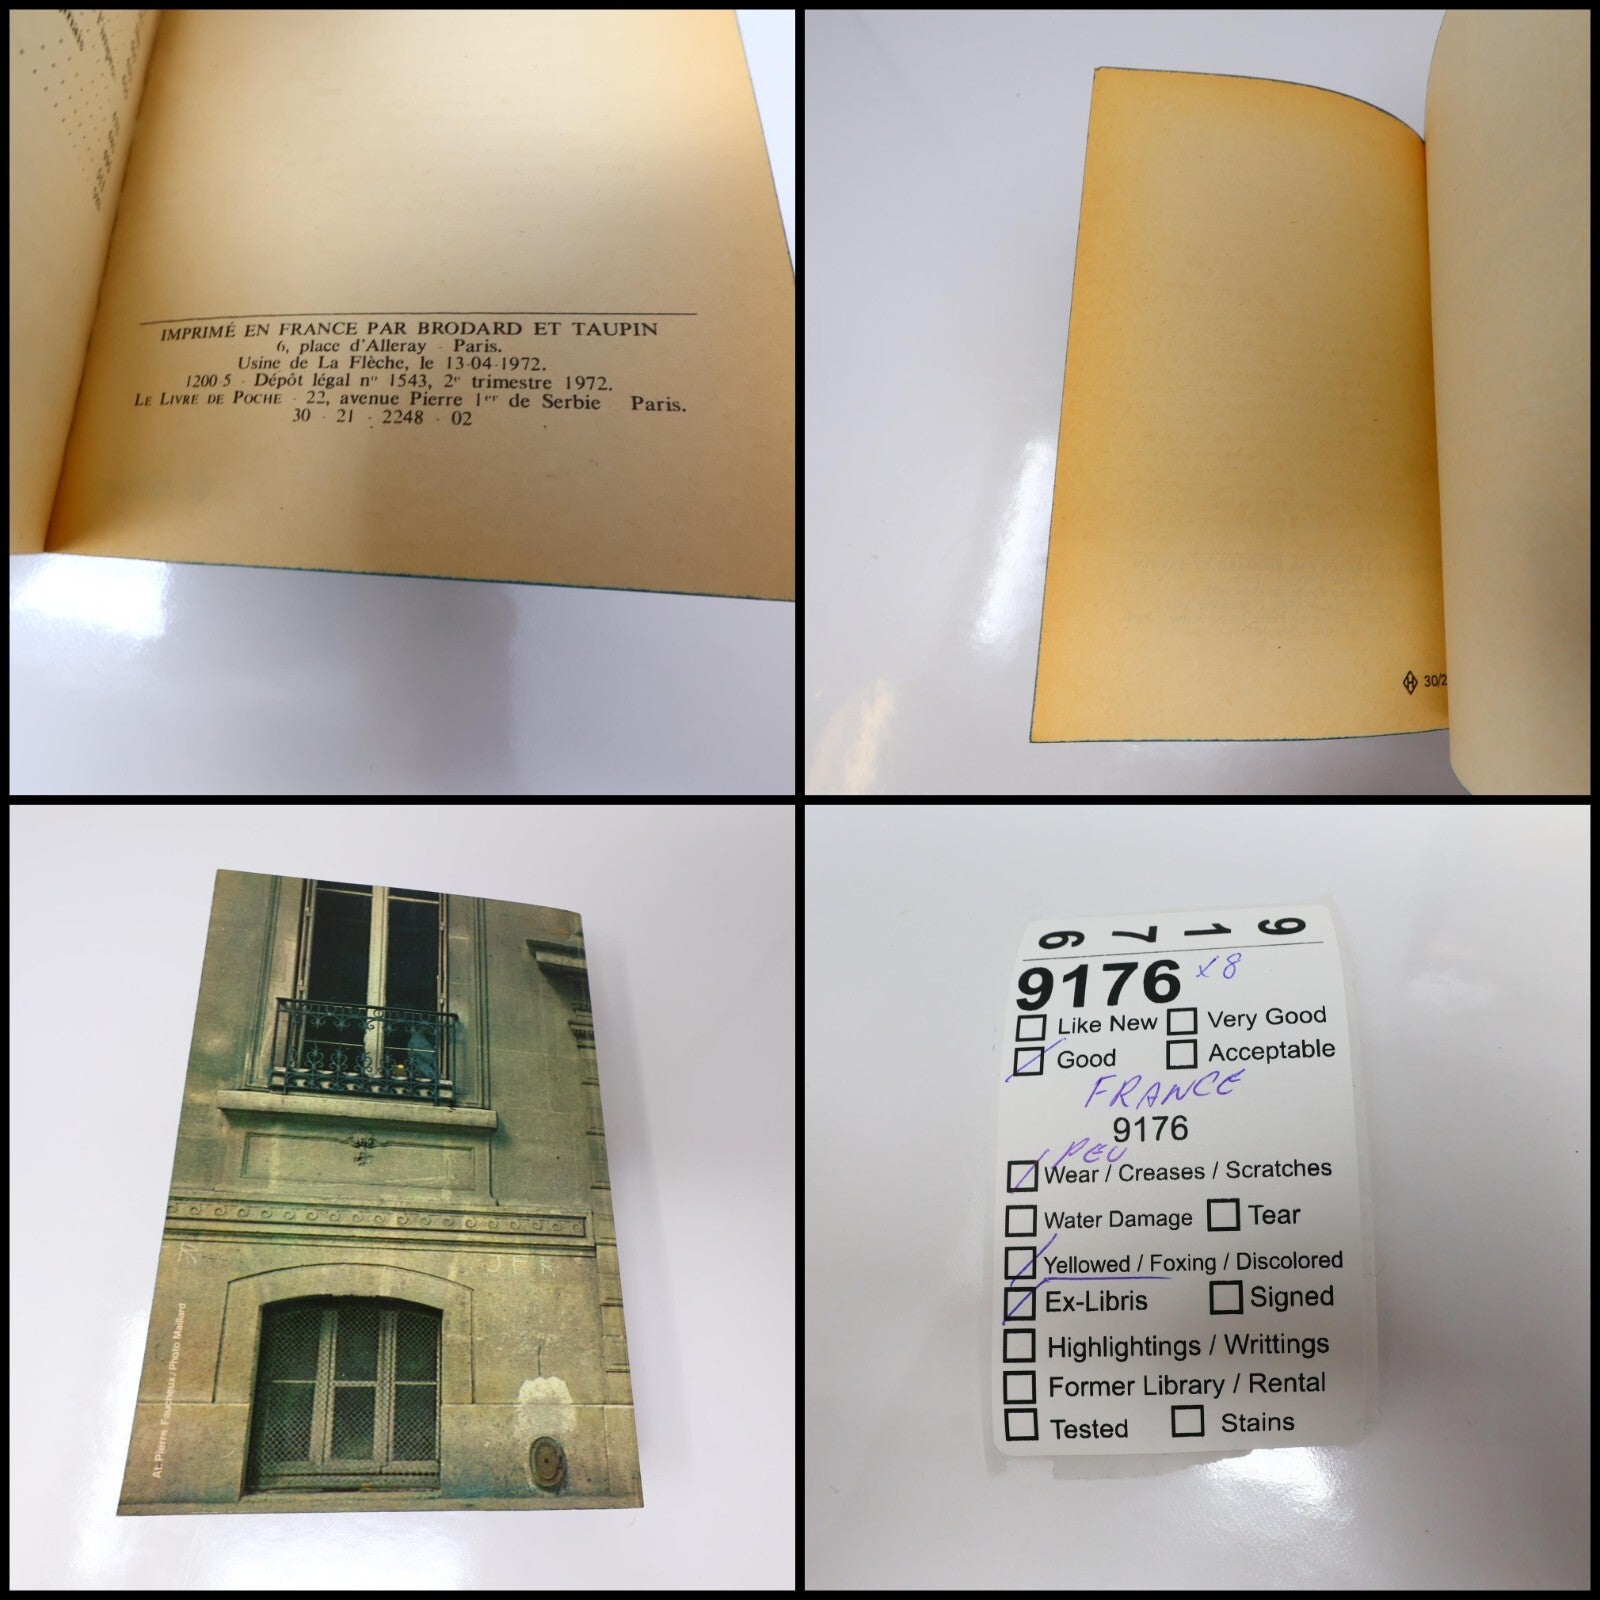 IMPRIMÉ EN FRANCE PAR BRODARD ET TAUPIN
6, place d'Alleray - Paris.
Usine de La Flèche, le 13-04-1972.
1200-5 - Dépôt légal nº 1543, 2e trimestre 1972.
LE LIVRE DE POCHE - 22, avenue Pierre 1er de Serbie Paris.
30 - 21 - 2248 - 02
H 30/2
At. Pierre Faucheux / Photo Maillard
9176
9176 x8
Like New Very Good
Good Acceptable
FRANCE
9176
PEU
Wear / Creases / Scratches
Water Damage Tear
Yellowed / Foxing / Discolored
Ex-Libris Signed
Highlightings / Writtings
Former Library / Rental
Tested Stains